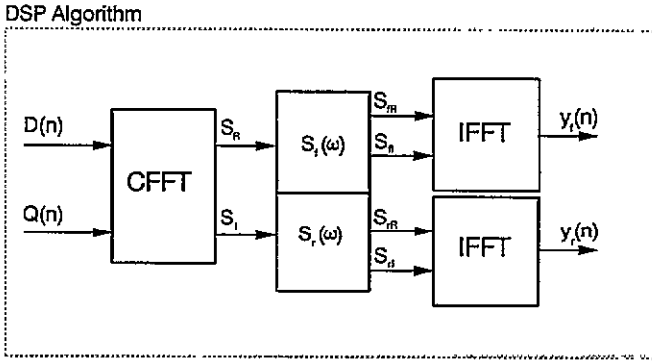 DSP Algorithm
D(n)
Q(n)
CFFT
S_R
S_I
S_f(ω)
S_r(ω)
S_fR
S_fI
S_rR
S_rI
IFFT
IFFT
y_f(n)
y_r(n)